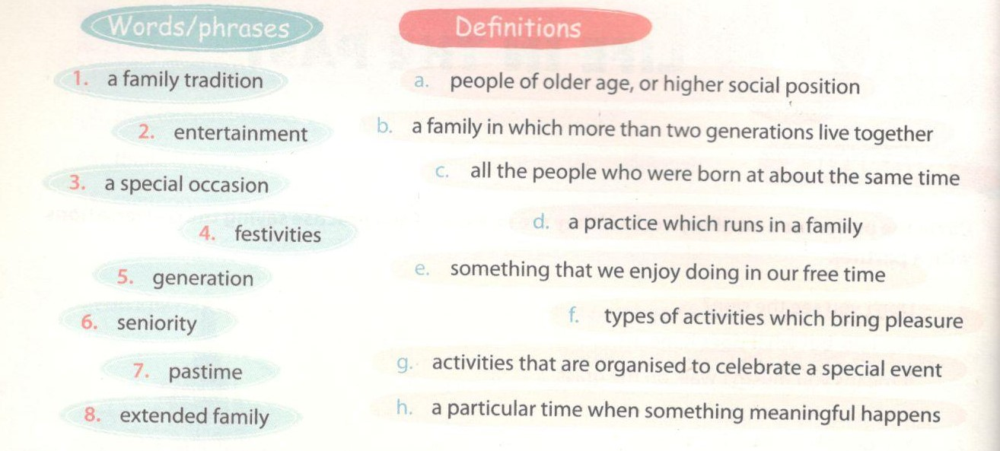 Words/phrases Definitions
1. a family tradition a. people of older age, or higher social position
2. entertainment b. a family in which more than two generations live together
3. a special occasion c. all the people who were born at about the same time
4. festivities d. a practice which runs in a family
5. generation e. something that we enjoy doing in our free time
6. seniority f. types of activities which bring pleasure
7. pastime g. activities that are organised to celebrate a special event
8. extended family h. a particular time when something meaningful happens